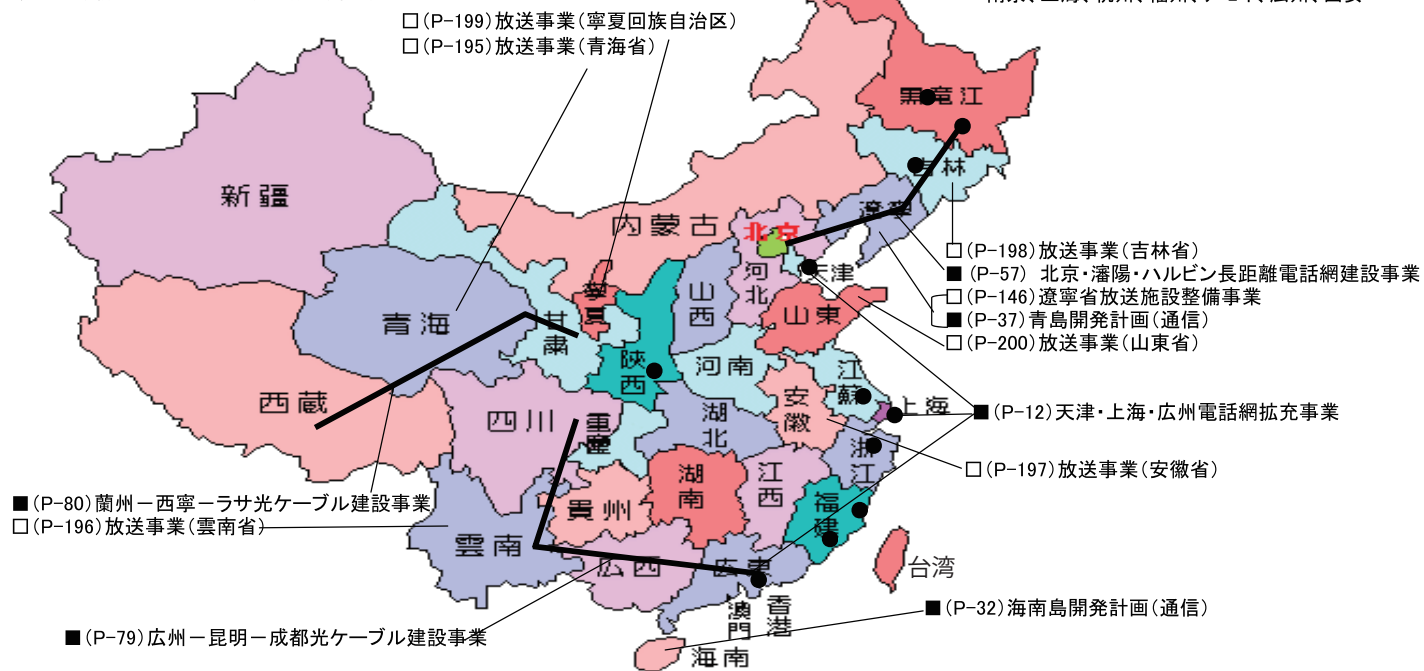 □(P-199)放送事業(寧夏回族自治区)
□(P-195)放送事業(青海省)
黒竜江
吉林
遼寧
新疆
内蒙古
北京
天津
河北
□(P-198)放送事業(吉林省)
■(P-57) 北京・瀋陽・ハルビン長距離電話網建設事業
□(P-146)遼寧省放送施設整備事業
■(P-37)青島開発計画(通信)
□(P-200)放送事業(山東省)
寧夏
山西
山東
青海
甘粛
陝西
河南
江蘇
西蔵
四川
重慶
湖北
安徽
上海
■(P-12)天津・上海・広州電話網拡充事業
浙江
□(P-197)放送事業(安徽省)
湖南
江西
■(P-80)蘭州－西寧－ラサ光ケーブル建設事業
□(P-196)放送事業(雲南省)
貴州
福建
雲南
広西
広東
台湾
澳門
香港
■(P-32)海南島開発計画(通信)
■(P-79)広州－昆明－成都光ケーブル建設事業
海南